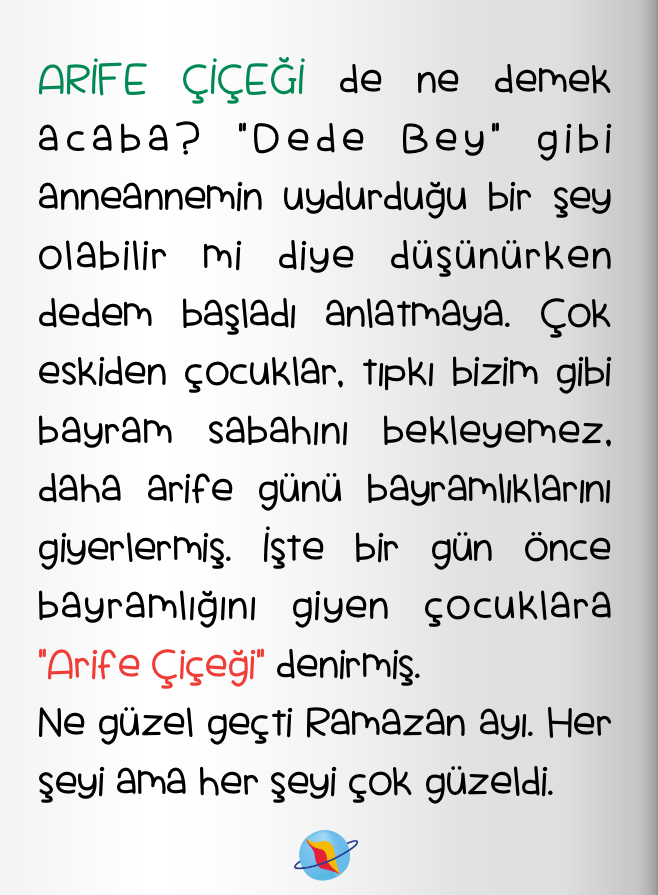 ARİFE ÇİÇEĞİ de ne demek
acaba? "Dede Bey" gibi
anneannemin uydurduğu bir şey
olabilir mi diye düşünürken
dedem başladı anlatmaya. Çok
eskiden çocuklar, tıpkı bizim gibi
bayram sabahını bekleyemez,
daha arife günü bayramlıklarını
giyerlermiş. İşte bir gün önce
bayramlığını giyen çocuklara
"Arife Çiçeği" denirmiş.
Ne güzel geçti Ramazan ayı. Her
şeyi ama her şeyi çok güzeldi.